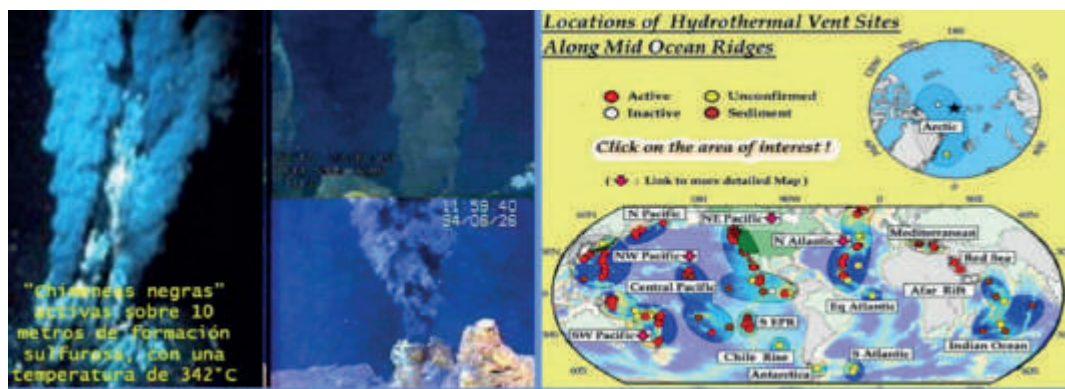 "Chimeneas negras"
activas sobre 10
metros de formación
sulfurosa, con una
temperatura de 342°C
11:59:40
94/06/26
Locations of Hydrothermal Vent Sites
Along Mid Ocean Ridges
Active
Unconfirmed
Inactive
Sediment
Click on the area of interest !
( : Link to more detailed Map )
Arctic
180
0
N Pacific
NE Pacific
N Atlantic
Mediterranean
NW Pacific
Red Sea
Central Pacific
Afar Rift
Eq Atlantic
SW Pacific
S EPR
Indian Ocean
Chile Rise
S Atlantic
Antarctica